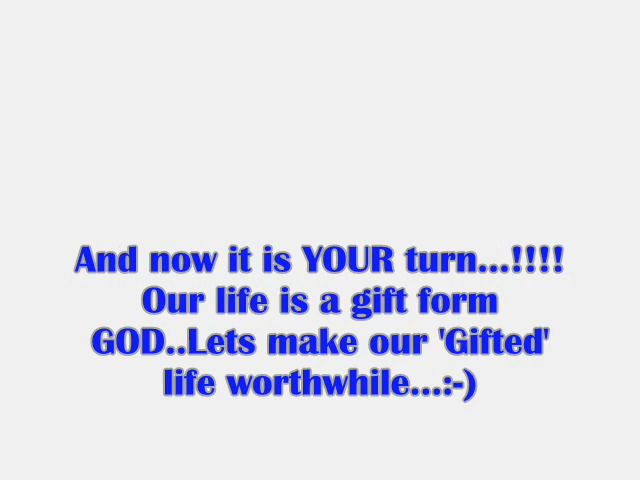 And now it is YOUR turn...!!!!
Our life is a gift form
GOD..Lets make our 'Gifted'
life worthwhile...:-)